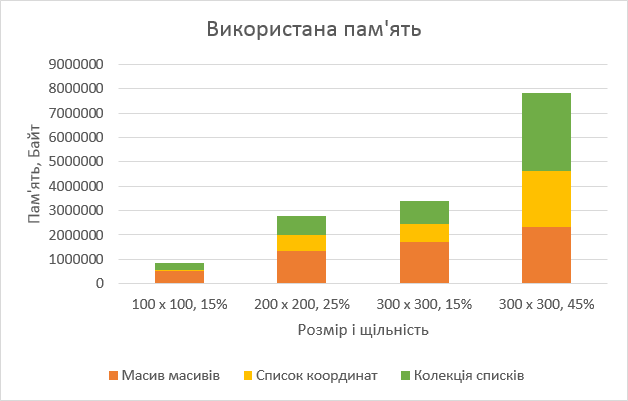 Використана пам'ять
9000000
8000000
7000000
6000000
5000000
4000000
3000000
2000000
1000000
0
Пам'ять, Байт
100 х 100, 15%
200 х 200, 25%
300 х 300, 15%
300 х 300, 45%
Розмір і щільність
Масив масивів
Список координат
Колекція списків